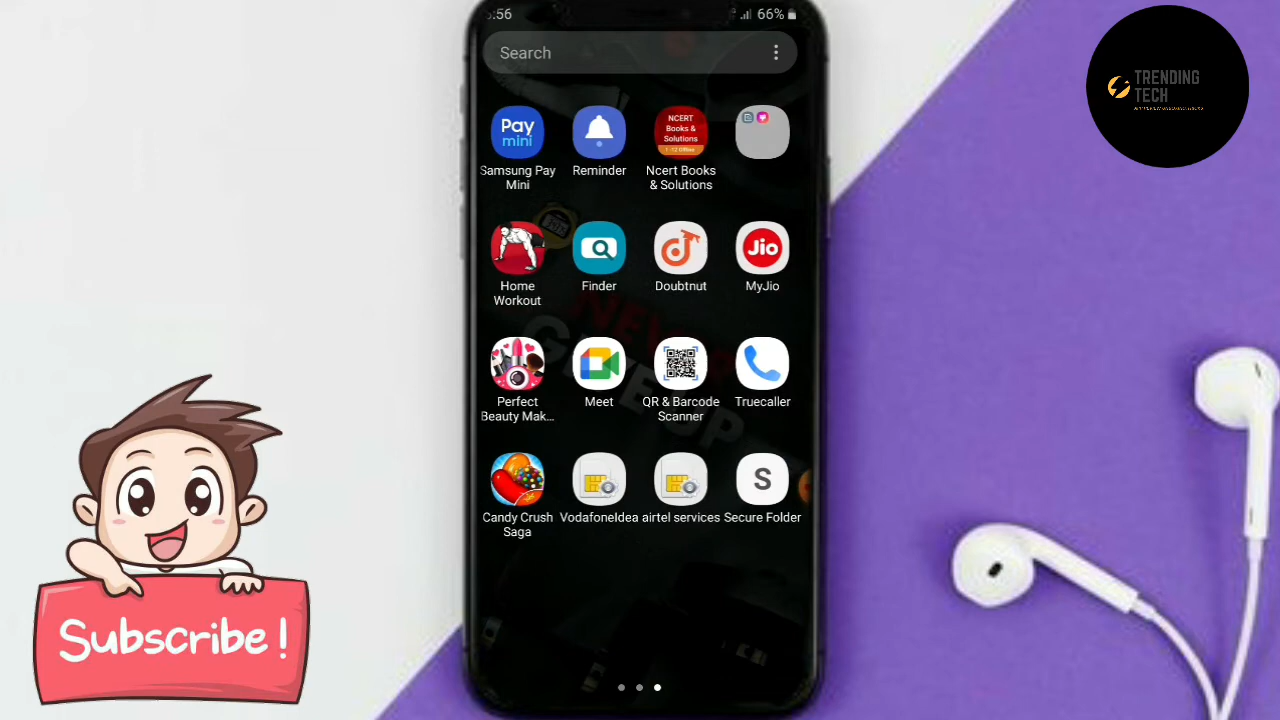 :56
66%
Search
TRENDING
TECH
Pay
mini
NCERT
Books &
Solutions
Samsung Pay
Mini
Reminder
Ncert Books
& Solutions
Jio
Home
Workout
Finder
Doubtnut
MyJio
Perfect
Beauty Mak...
Meet
QR & Barcode
Scanner
Truecaller
S
Candy Crush
Saga
VodafoneIdea
airtel services
Secure Folder
Subscribe!